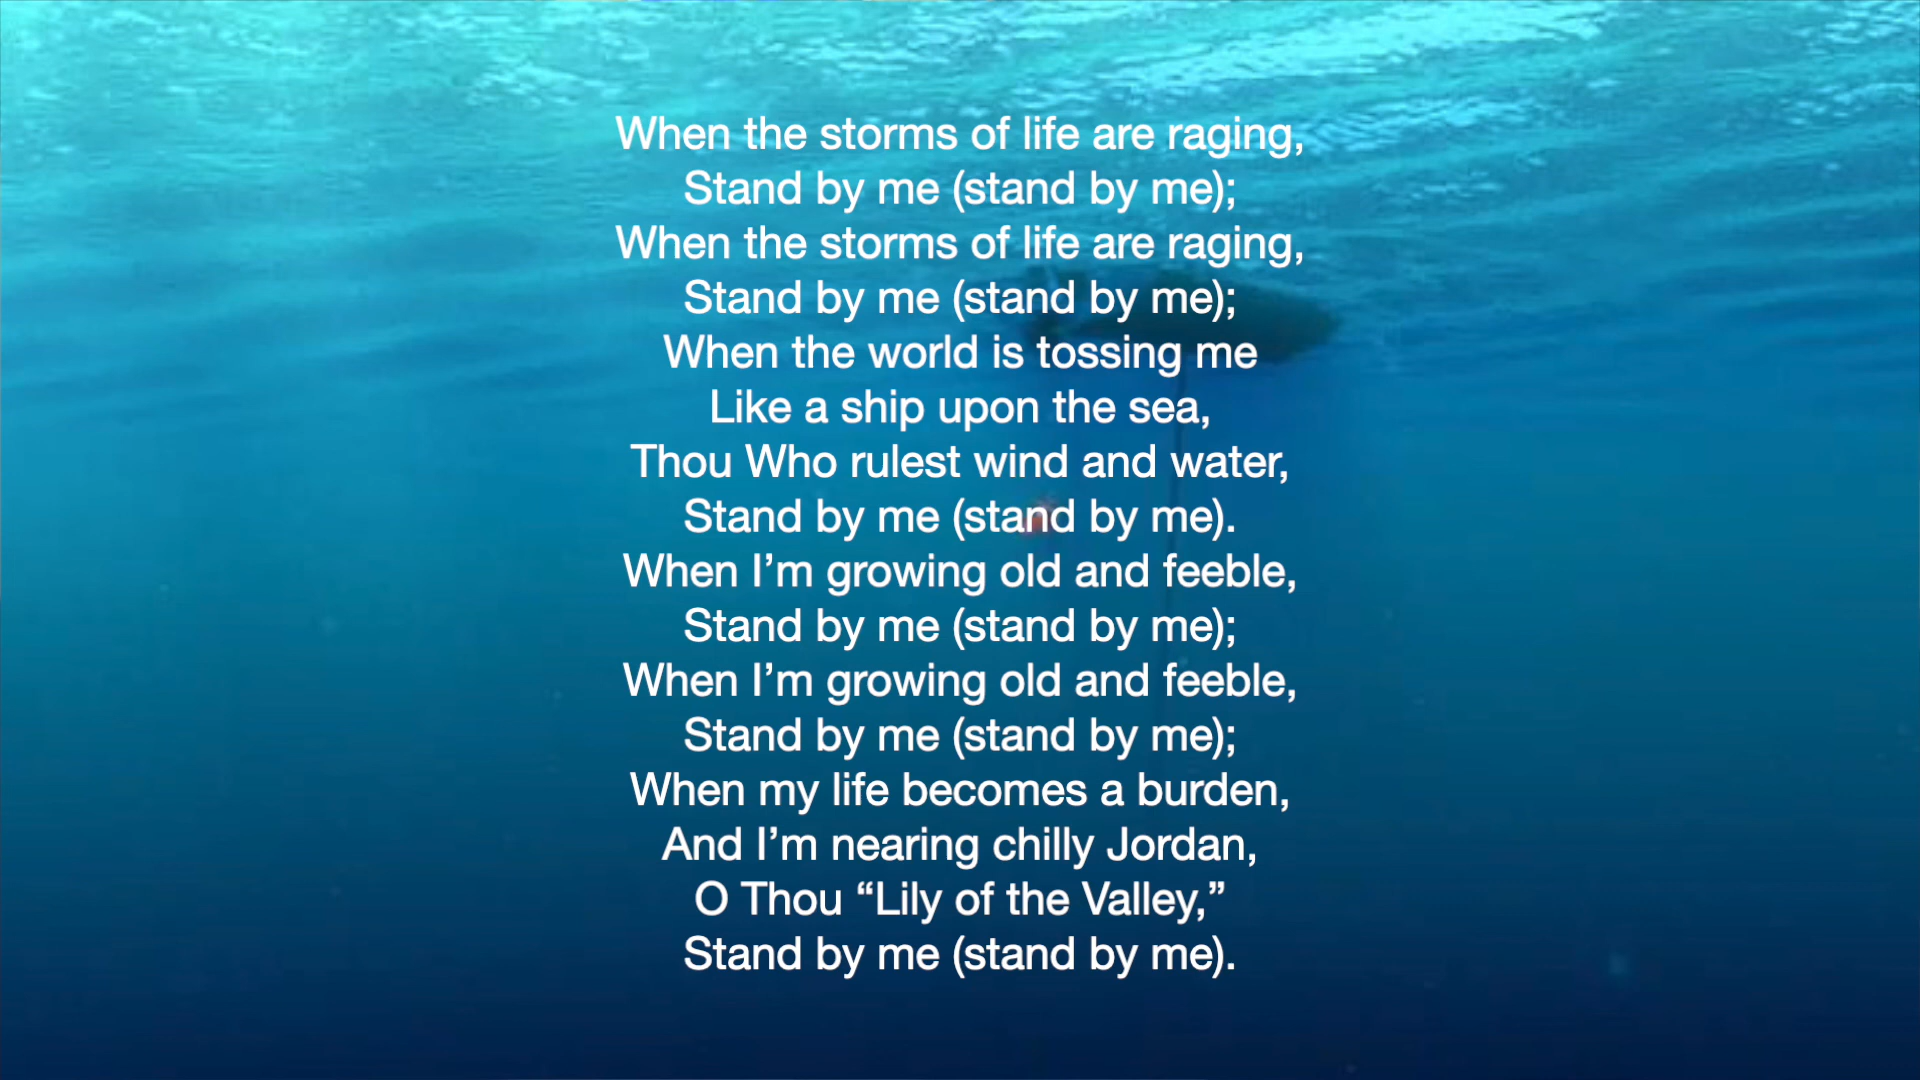 When the storms of life are raging,
Stand by me (stand by me);
When the storms of life are raging,
Stand by me (stand by me);
When the world is tossing me
Like a ship upon the sea,
Thou Who rulest wind and water,
Stand by me (stand by me).
When I’m growing old and feeble,
Stand by me (stand by me);
When I’m growing old and feeble,
Stand by me (stand by me);
When my life becomes a burden,
And I’m nearing chilly Jordan,
O Thou “Lily of the Valley,”
Stand by me (stand by me).